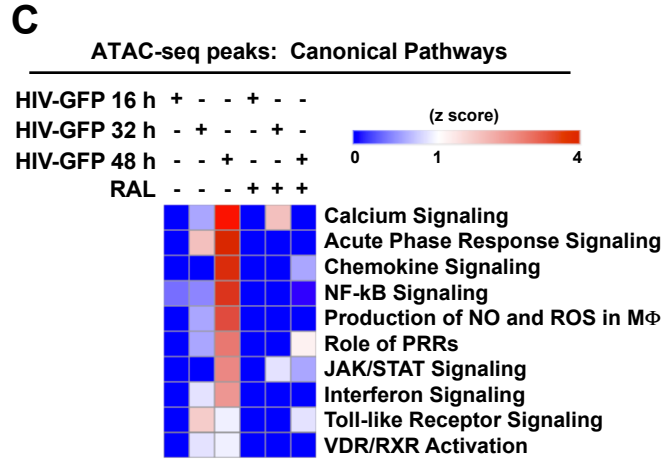 C
ATAC-seq peaks: Canonical Pathways
HIV-GFP 16 h + - - + - -
HIV-GFP 32 h - + - - + -
HIV-GFP 48 h - - + - - +
RAL - - - + + +
(z score)
0 1 4
Calcium Signaling
Acute Phase Response Signaling
Chemokine Signaling
NF-kB Signaling
Production of NO and ROS in MΦ
Role of PRRs
JAK/STAT Signaling
Interferon Signaling
Toll-like Receptor Signaling
VDR/RXR Activation